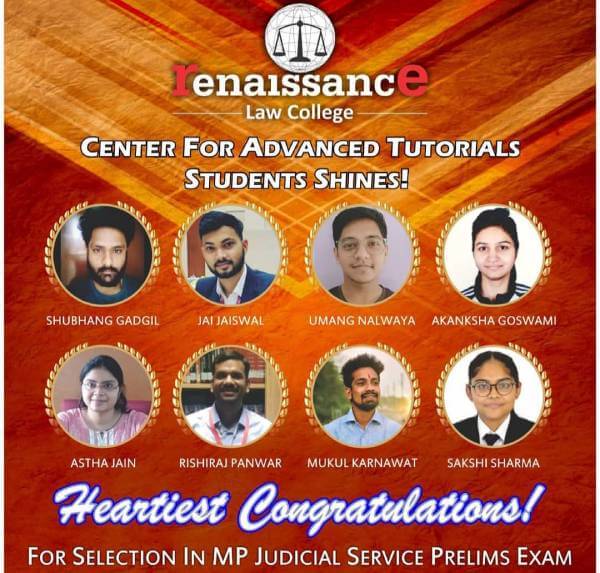 renaissance
Law College
CENTER FOR ADVANCED TUTORIALS
STUDENTS SHINES!
SHUBHANG GADGIL JAI JAISWAL UMANG NALWAYA AKANKSHA GOSWAMI
ASTHA JAIN RISHIRAJ PANWAR MUKUL KARNAWAT SAKSHI SHARMA
Heartiest Congratulations!
FOR SELECTION IN MP JUDICIAL SERVICE PRELIMS EXAM